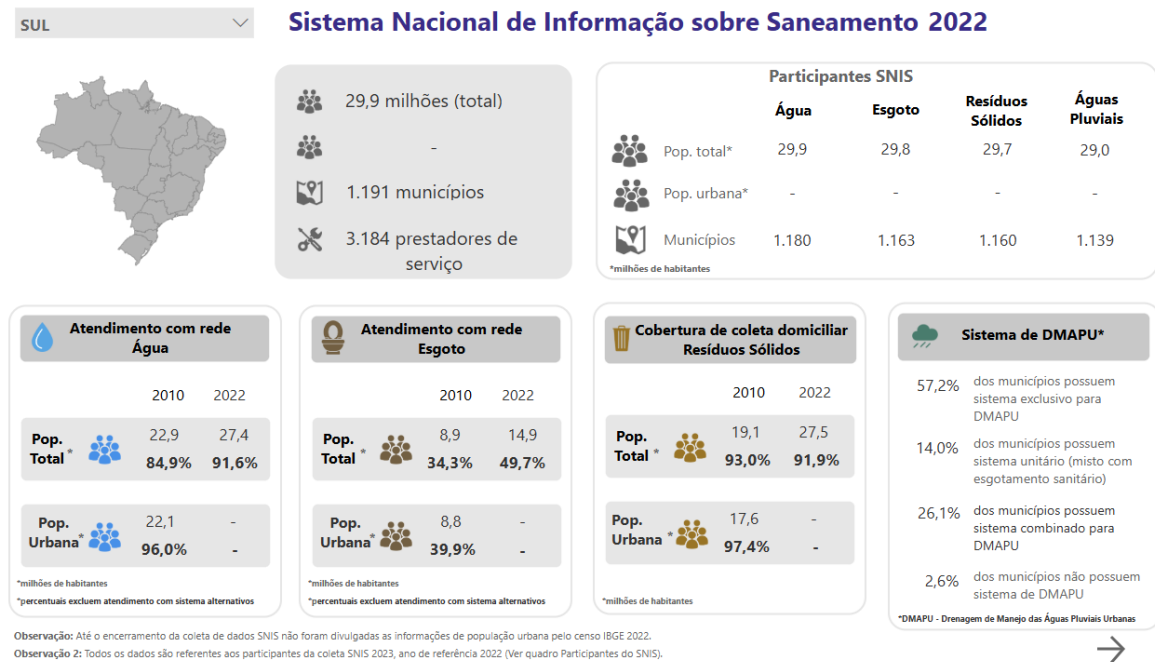 SUL
Sistema Nacional de Informação sobre Saneamento 2022
29,9 milhões (total)
-
1.191 municípios
3.184 prestadores de
serviço
Participantes SNIS
Água Esgoto Resíduos Sólidos Águas Pluviais
Pop. total* 29,9 29,8 29,7 29,0
Pop. urbana* - - - -
Municípios 1.180 1.163 1.160 1.139
*milhões de habitantes
Atendimento com rede
Água
2010 2022
Pop. Total * 22,9 27,4
84,9% 91,6%
Pop. Urbana* 22,1 -
96,0% -
*milhões de habitantes
*percentuais excluem atendimento com sistema alternativos
Atendimento com rede
Esgoto
2010 2022
Pop. Total * 8,9 14,9
34,3% 49,7%
Pop. Urbana* 8,8 -
39,9% -
*milhões de habitantes
*percentuais excluem atendimento com sistema alternativos
Cobertura de coleta domiciliar
Resíduos Sólidos
2010 2022
Pop. Total * 19,1 27,5
93,0% 91,9%
Pop. Urbana * 17,6 -
97,4% -
*milhões de habitantes
Sistema de DMAPU*
57,2% dos municípios possuem
sistema exclusivo para
DMAPU
14,0% dos municípios possuem
sistema unitário (misto com
esgotamento sanitário)
26,1% dos municípios possuem
sistema combinado para
DMAPU
2,6% dos municípios não possuem
sistema de DMAPU
*DMAPU - Drenagem de Manejo das Águas Pluviais Urbanas
Observação: Até o encerramento da coleta de dados SNIS não foram divulgadas as informações de população urbana pelo censo IBGE 2022.
Observação 2: Todos os dados são referentes aos participantes da coleta SNIS 2023, ano de referência 2022 (Ver quadro Participantes do SNIS).